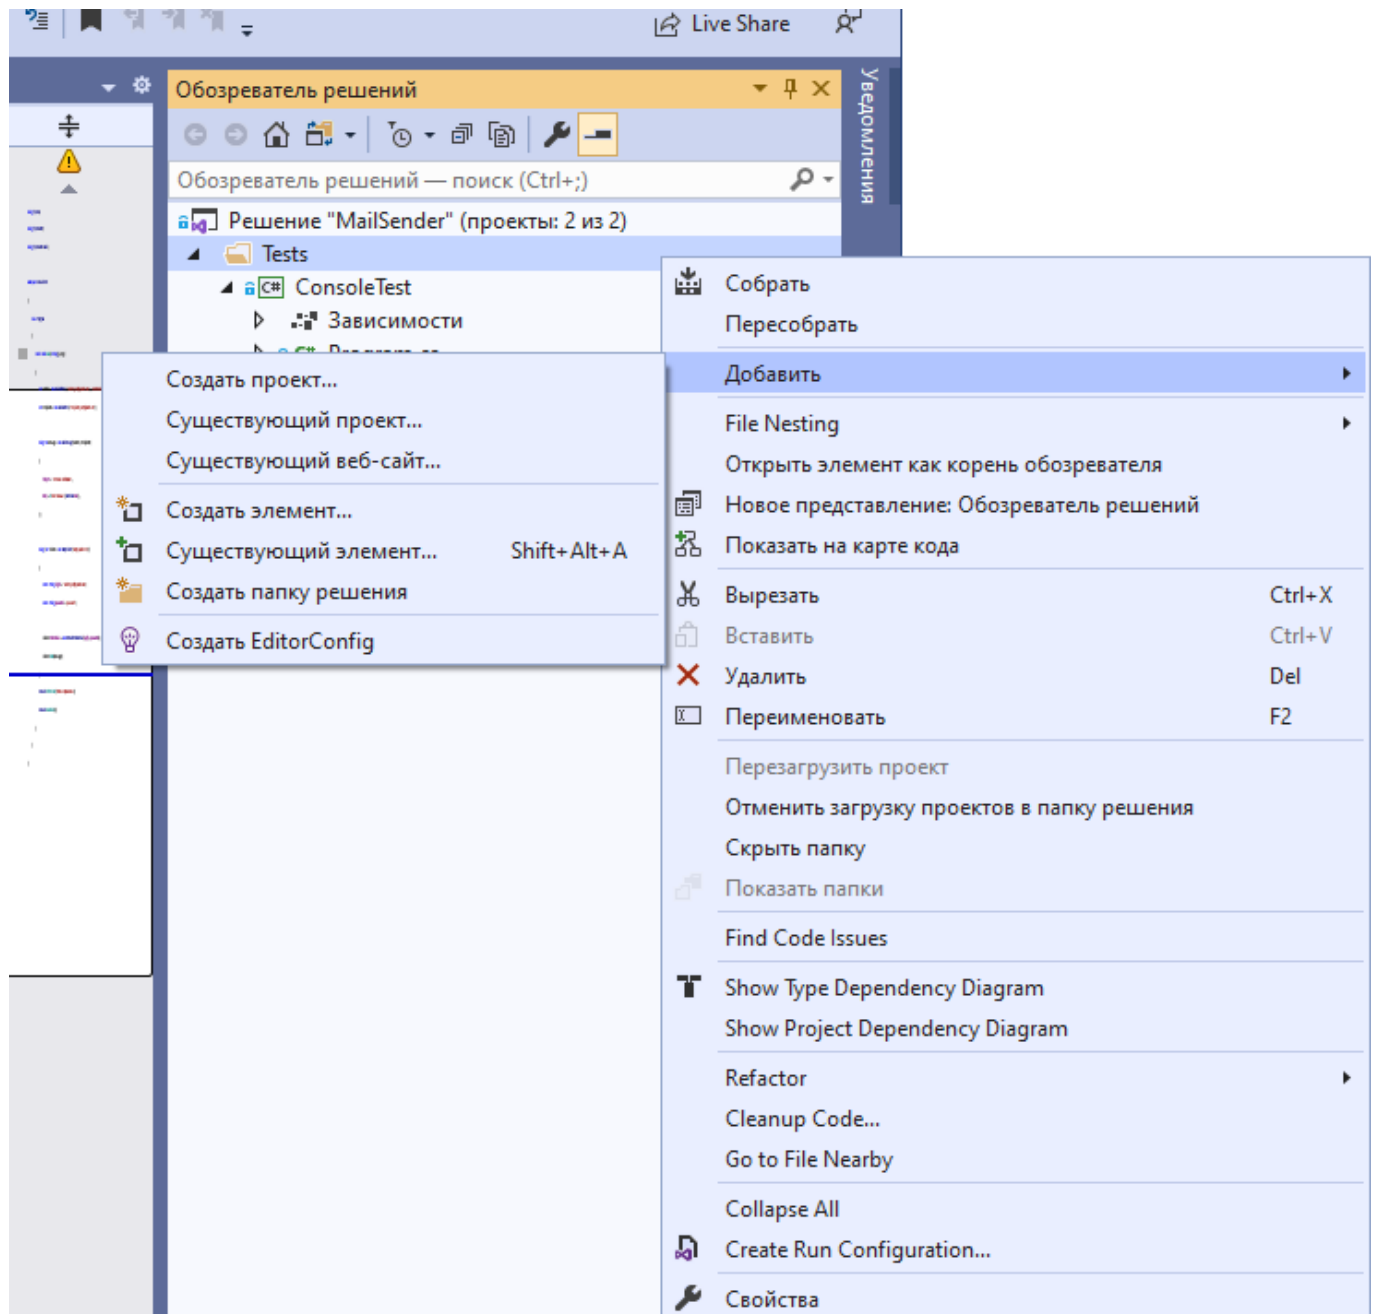 Live Share
Уведомления
Обозреватель решений
Обозреватель решений — поиск (Ctrl+;)
Решение "MailSender" (проекты: 2 из 2)
Tests
C# ConsoleTest
Зависимости
Создать проект...
Существующий проект...
Существующий веб-сайт...
Создать элемент...
Существующий элемент... Shift+Alt+A
Создать папку решения
Создать EditorConfig
Собрать
Пересобрать
Добавить
File Nesting
Открыть элемент как корень обозревателя
Новое представление: Обозреватель решений
Показать на карте кода
Вырезать Ctrl+X
Вставить Ctrl+V
Удалить Del
Переименовать F2
Перезагрузить проект
Отменить загрузку проектов в папку решения
Скрыть папку
Показать папки
Find Code Issues
Show Type Dependency Diagram
Show Project Dependency Diagram
Refactor
Cleanup Code...
Go to File Nearby
Collapse All
Create Run Configuration...
Свойства